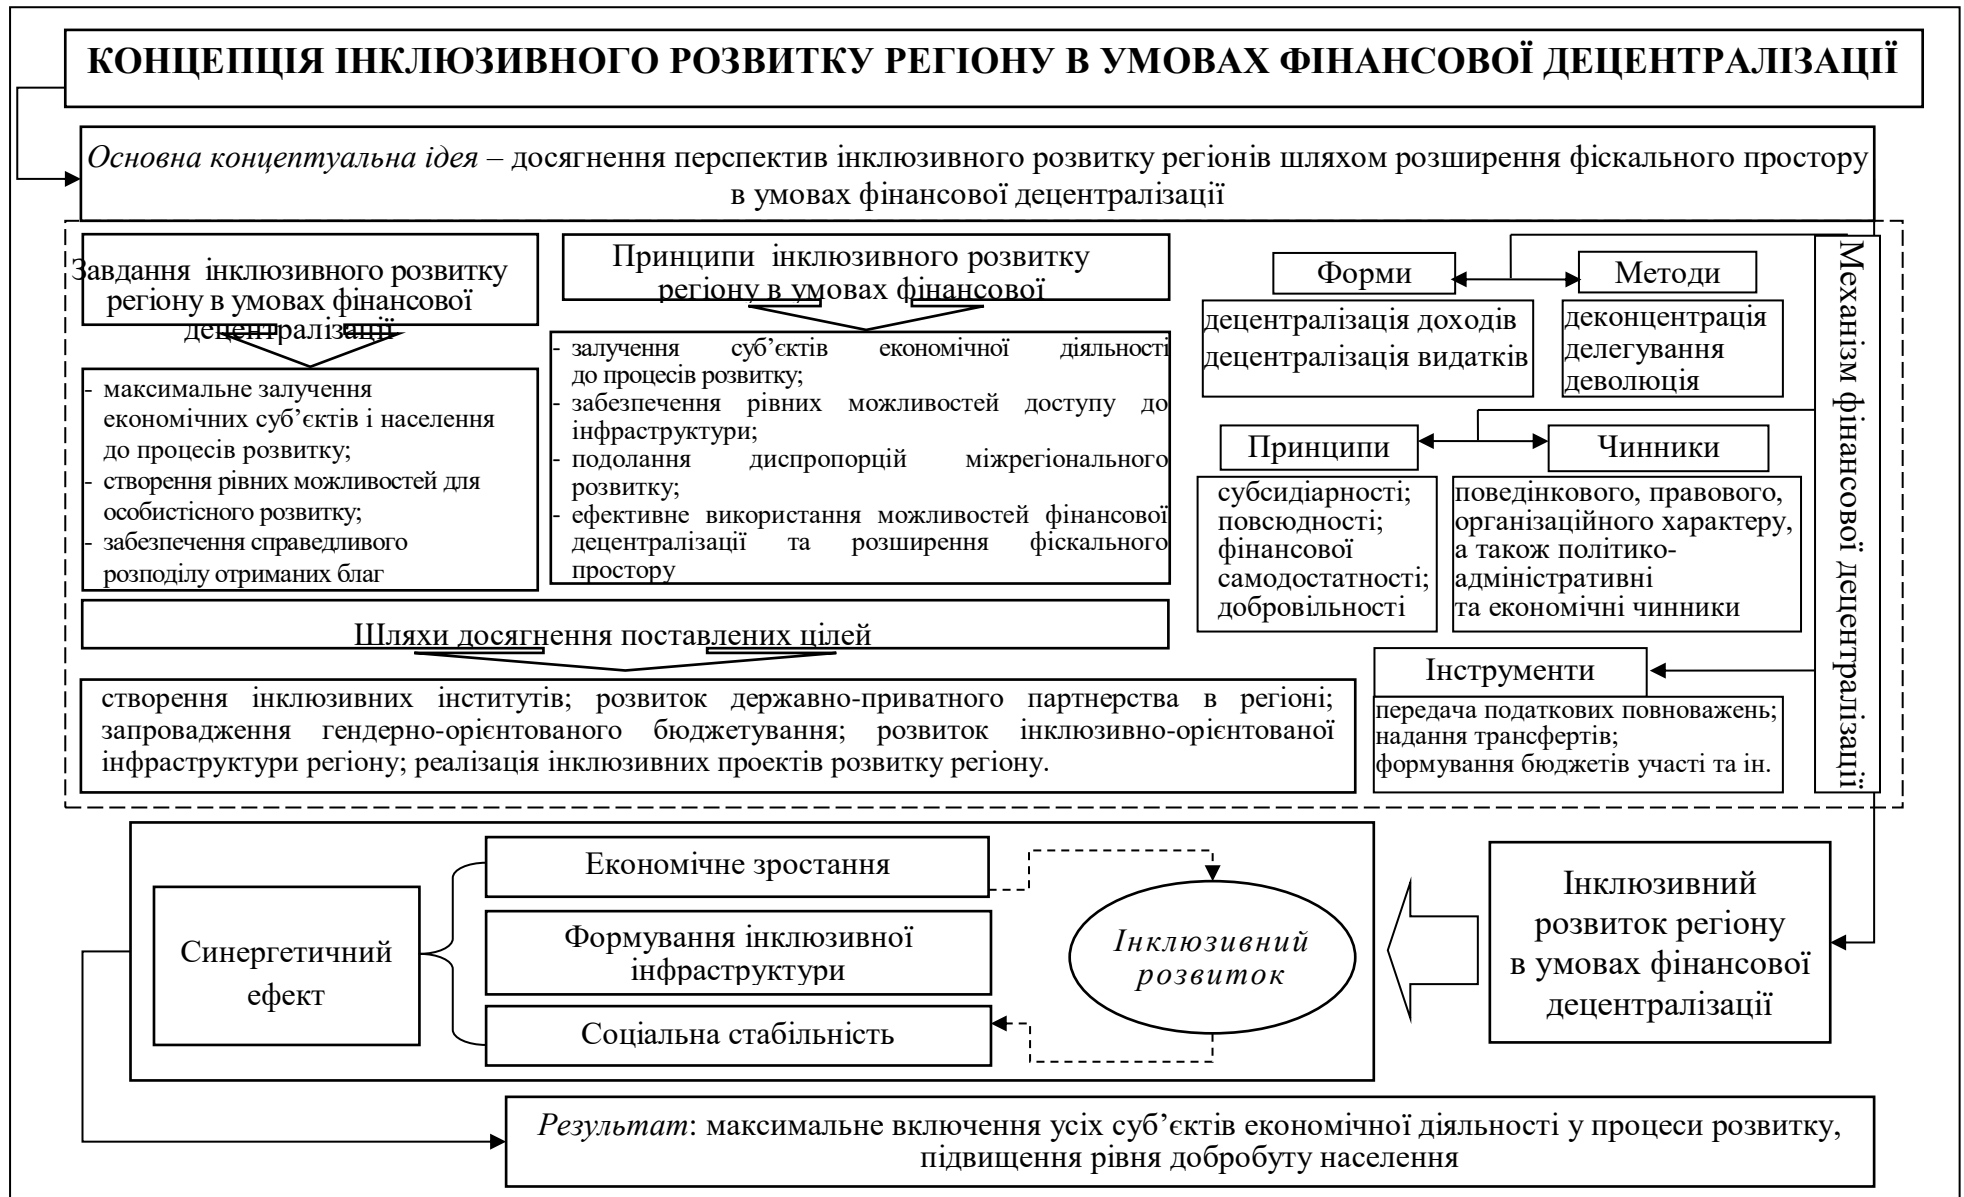 КОНЦЕПЦІЯ ІНКЛЮЗИВНОГО РОЗВИТКУ РЕГІОНУ В УМОВАХ ФІНАНСОВОЇ ДЕЦЕНТРАЛІЗАЦІЇ
Основна концептуальна ідея – досягнення перспектив інклюзивного розвитку регіонів шляхом розширення фіскального простору
в умовах фінансової децентралізації
Завдання інклюзивного розвитку
регіону в умовах фінансової
децентралізації
- максимальне залучення
економічних суб’єктів і населення
до процесів розвитку;
- створення рівних можливостей для
особистісного розвитку;
- забезпечення справедливого
розподілу отриманих благ
Принципи інклюзивного розвитку
регіону в умовах фінансової
- залучення суб’єктів економічної діяльності
до процесів розвитку;
- забезпечення рівних можливостей доступу до
інфраструктури;
- подолання диспропорцій міжрегіонального
розвитку;
- ефективне використання можливостей фінансової
децентралізації та розширення фіскального
простору
Форми
децентралізація доходів
децентралізація видатків
Методи
деконцентрація
делегування
деволюція
Принципи
субсидіарності;
повсюдності;
фінансової
самодостатності;
добровільності
Чинники
поведінкового, правового,
організаційного характеру,
а також політико-
адміністративні
та економічні чинники
Інструменти
передача податкових повноважень;
надання трансфертів;
формування бюджетів участі та ін.
Механізм фінансової децентралізації
Шляхи досягнення поставлених цілей
створення інклюзивних інститутів; розвиток державно-приватного партнерства в регіоні;
запровадження гендерно-орієнтованого бюджетування; розвиток інклюзивно-орієнтованої
інфраструктури регіону; реалізація інклюзивних проектів розвитку регіону.
Синергетичний
ефект
Економічне зростання
Формування інклюзивної
інфраструктури
Соціальна стабільність
Інклюзивний
розвиток
Інклюзивний
розвиток регіону
в умовах фінансової
децентралізації
Результат: максимальне включення усіх суб’єктів економічної діяльності у процеси розвитку,
підвищення рівня добробуту населення